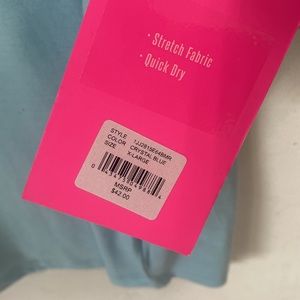 · Stretch Fabric
· Quick Dry
STYLE
COLOR CRYSTAL BLUE
SIZE X-LARGE
MSRP
$42.00